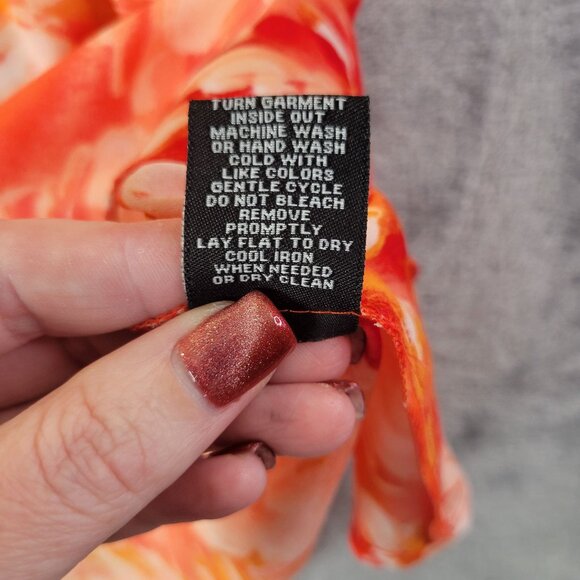 TURN GARMENT
INSIDE OUT
MACHINE WASH
OR HAND WASH
COLD WITH
LIKE COLORS
GENTLE CYCLE
DO NOT BLEACH
REMOVE
PROMPTLY
LAY FLAT TO DRY
COOL IRON
WHEN NEEDED
OR DRY CLEAN